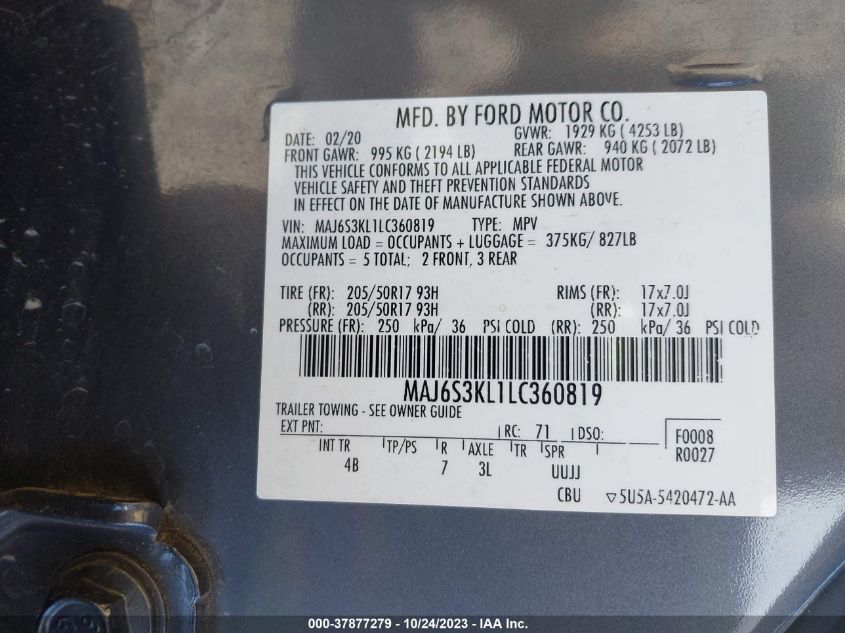 MFD. BY FORD MOTOR CO.
DATE: 02/20 GVWR: 1929 KG ( 4253 LB)
FRONT GAWR: 995 KG ( 2194 LB) REAR GAWR: 940 KG ( 2072 LB)
THIS VEHICLE CONFORMS TO ALL APPLICABLE FEDERAL MOTOR
VEHICLE SAFETY AND THEFT PREVENTION STANDARDS
IN EFFECT ON THE DATE OF MANUFACTURE SHOWN ABOVE.
VIN: MAJ6S3KL1LC360819 TYPE: MPV
MAXIMUM LOAD = OCCUPANTS + LUGGAGE = 375KG/ 827LB
OCCUPANTS = 5 TOTAL; 2 FRONT, 3 REAR
TIRE (FR): 205/50R17 93H RIMS (FR): 17x7.0J
(RR): 205/50R17 93H (RR): 17x7.0J
PRESSURE (FR): 250 kPa/ 36 PSI COLD (RR): 250 kPa/ 36 PSI COLD
MAJ6S3KL1LC360819
TRAILER TOWING - SEE OWNER GUIDE
EXT PNT: RC: 71 DSO: F0008
R0027
INT TR TP/PS R AXLE TR SPR
4B 7 3L UUJJ
CBU 5U5A-5420472-AA
000-37877279 - 10/24/2023 - IAA Inc.